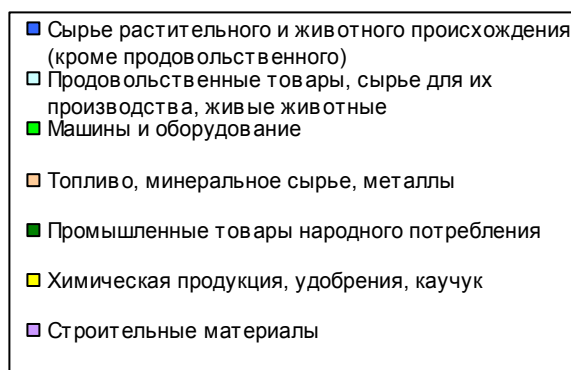 Сырье растительного и животного происхождения
(кроме продовольственного)
Продовольственные товары, сырье для их
производства, живые животные
Машины и оборудование
Топливо, минеральное сырье, металлы
Промышленные товары народного потребления
Химическая продукция, удобрения, каучук
Строительные материалы